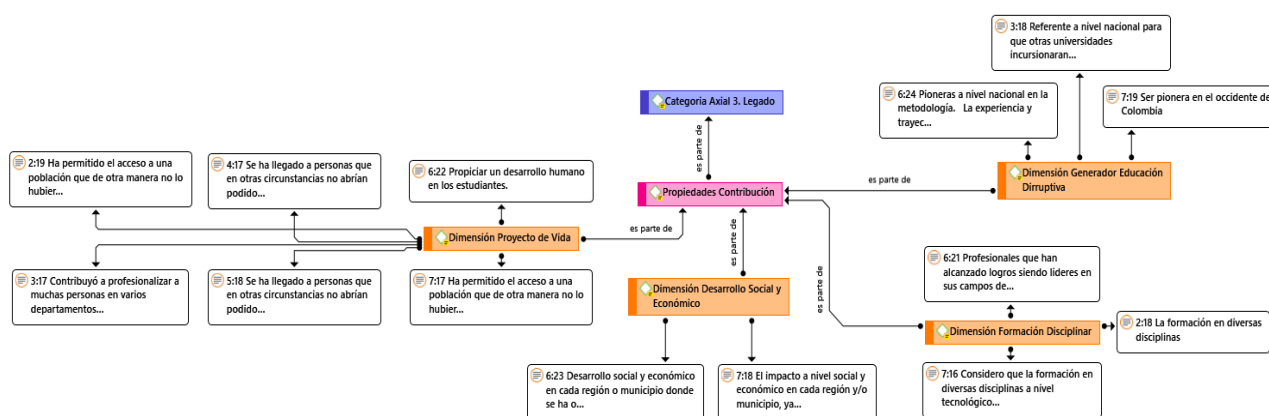 3:18 Referente a nivel nacional para
que otras universidades
incursionaran...
6:24 Pioneras a nivel nacional en la
metodología. La experiencia y
trayec...
7:19 Ser pionera en el occidente de
Colombia
Categoría Axial 3. Legado
es parte de
2:19 Ha permitido el acceso a una
población que de otra manera no lo
hubier...
4:17 Se ha llegado a personas que
en otras circunstancias no abrían
podido...
6:22 Propiciar un desarrollo humano
en los estudiantes.
Propiedades Contribución
es parte de
Dimensión Generador Educación
Dirruptiva
Dimensión Proyecto de Vida
es parte de
es parte de
es parte de
3:17 Contribuyó a profesionalizar a
muchas personas en varios
departamentos...
5:18 Se ha llegado a personas que
en otras circunstancias no abrían
podido...
7:17 Ha permitido el acceso a una
población que de otra manera no lo
hubier...
Dimensión Desarrollo Social y
Económico
6:21 Profesionales que han
alcanzado logros siendo lideres en
sus campos de...
Dimensión Formación Disciplinar
2:18 La formación en diversas
disciplinas
6:23 Desarrollo social y económico
en cada región o municipio donde
se ha o...
7:18 El impacto a nivel social y
económico en cada región y/o
municipio, ya...
7:16 Considero que la formación en
diversas disciplinas a nivel
tecnológico...